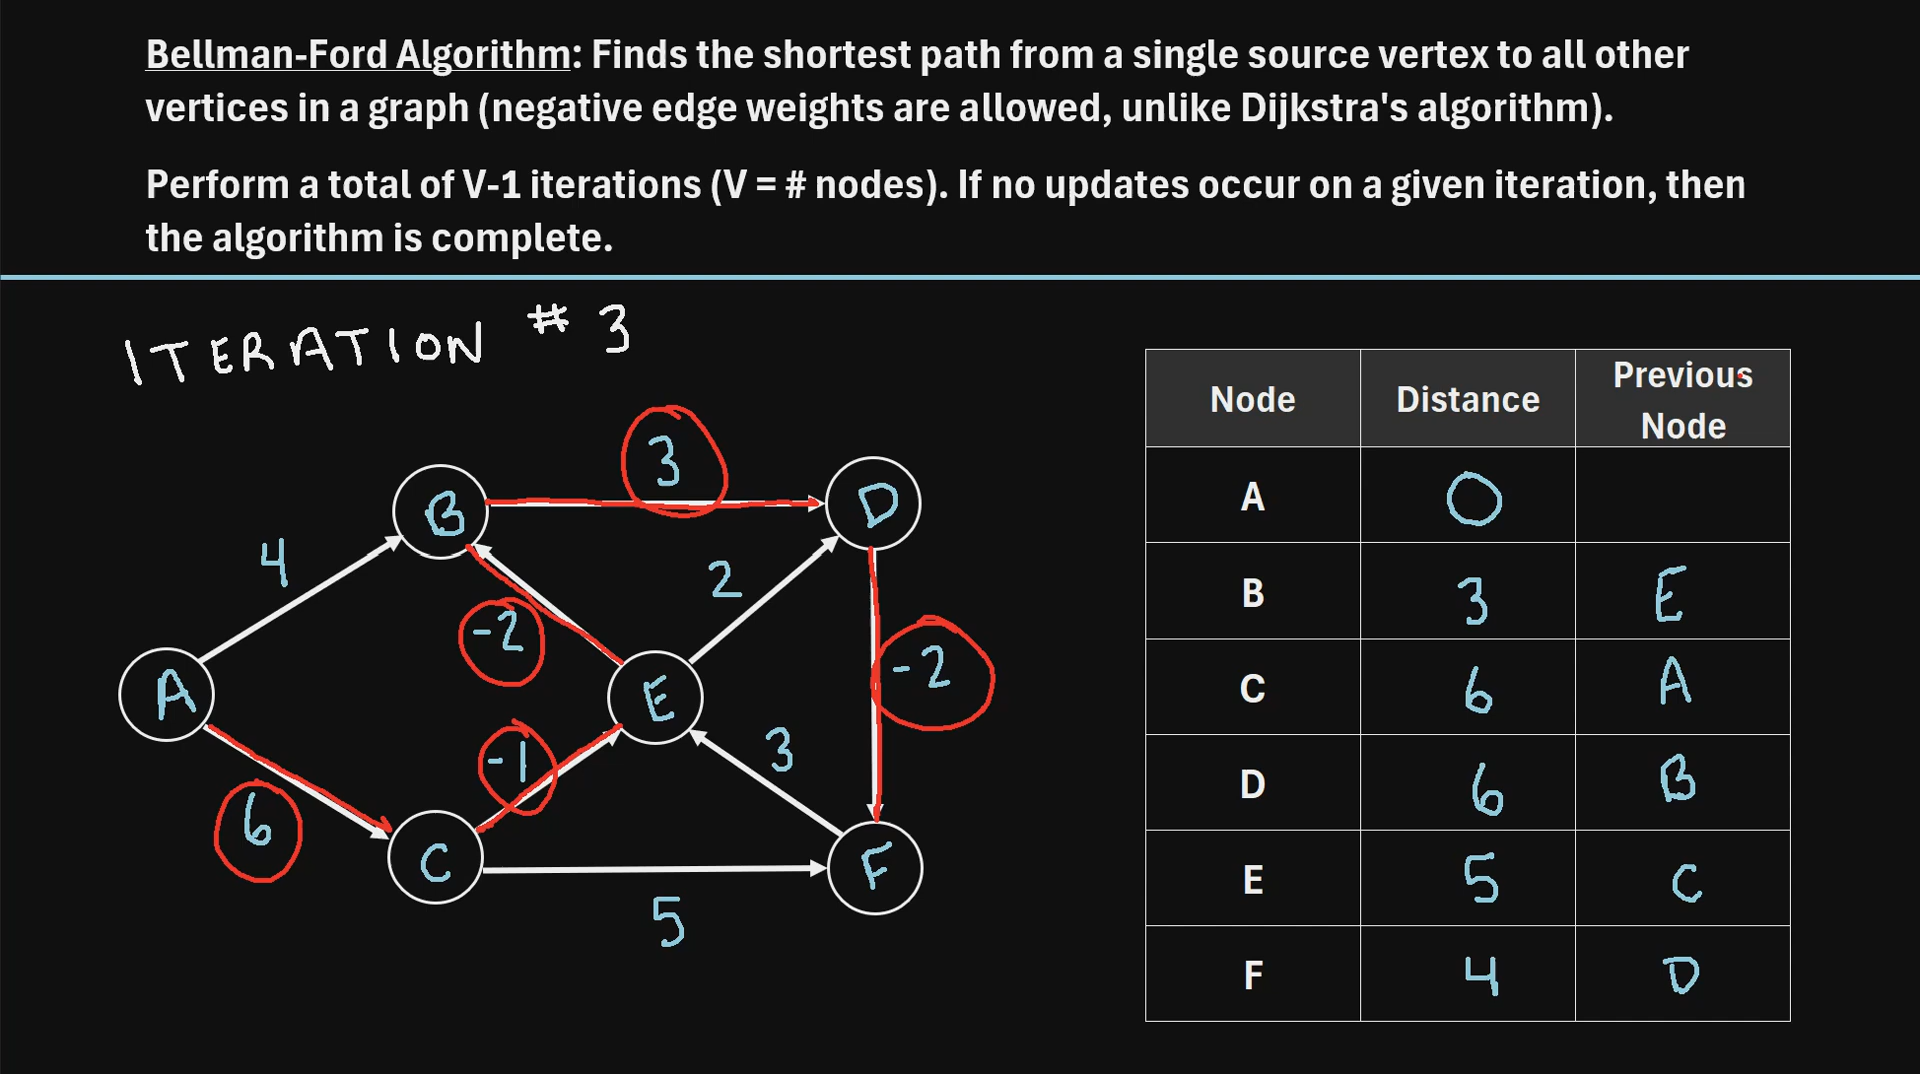 Bellman-Ford Algorithm: Finds the shortest path from a single source vertex to all other
vertices in a graph (negative edge weights are allowed, unlike Dijkstra's algorithm).
Perform a total of V-1 iterations (V = # nodes). If no updates occur on a given iteration, then
the algorithm is complete.
ITERATION # 3
3
B
D
4
2
-2
-2
A
E
-1
3
6
C
F
5
Node Distance Previous Node
A 0
B 3 E
C 6 A
D 6 B
E 5 C
F 4 D